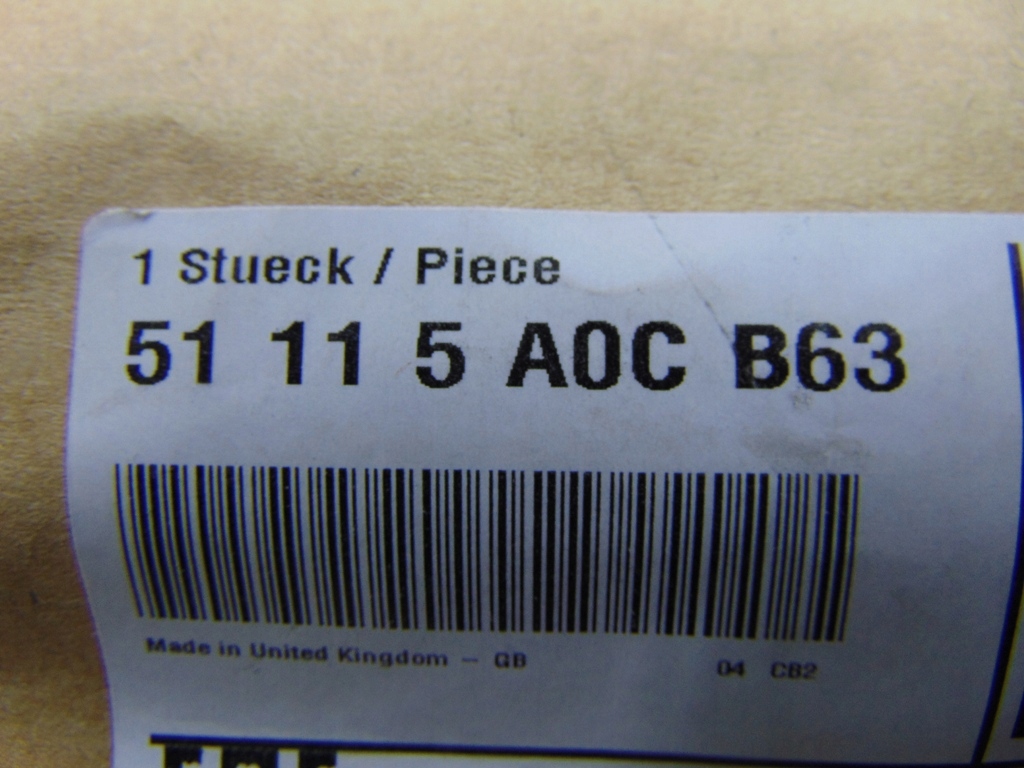 1 Stueck / Piece
51 11 5 A0C B63
Made in United Kingdom – GB 04 CB2